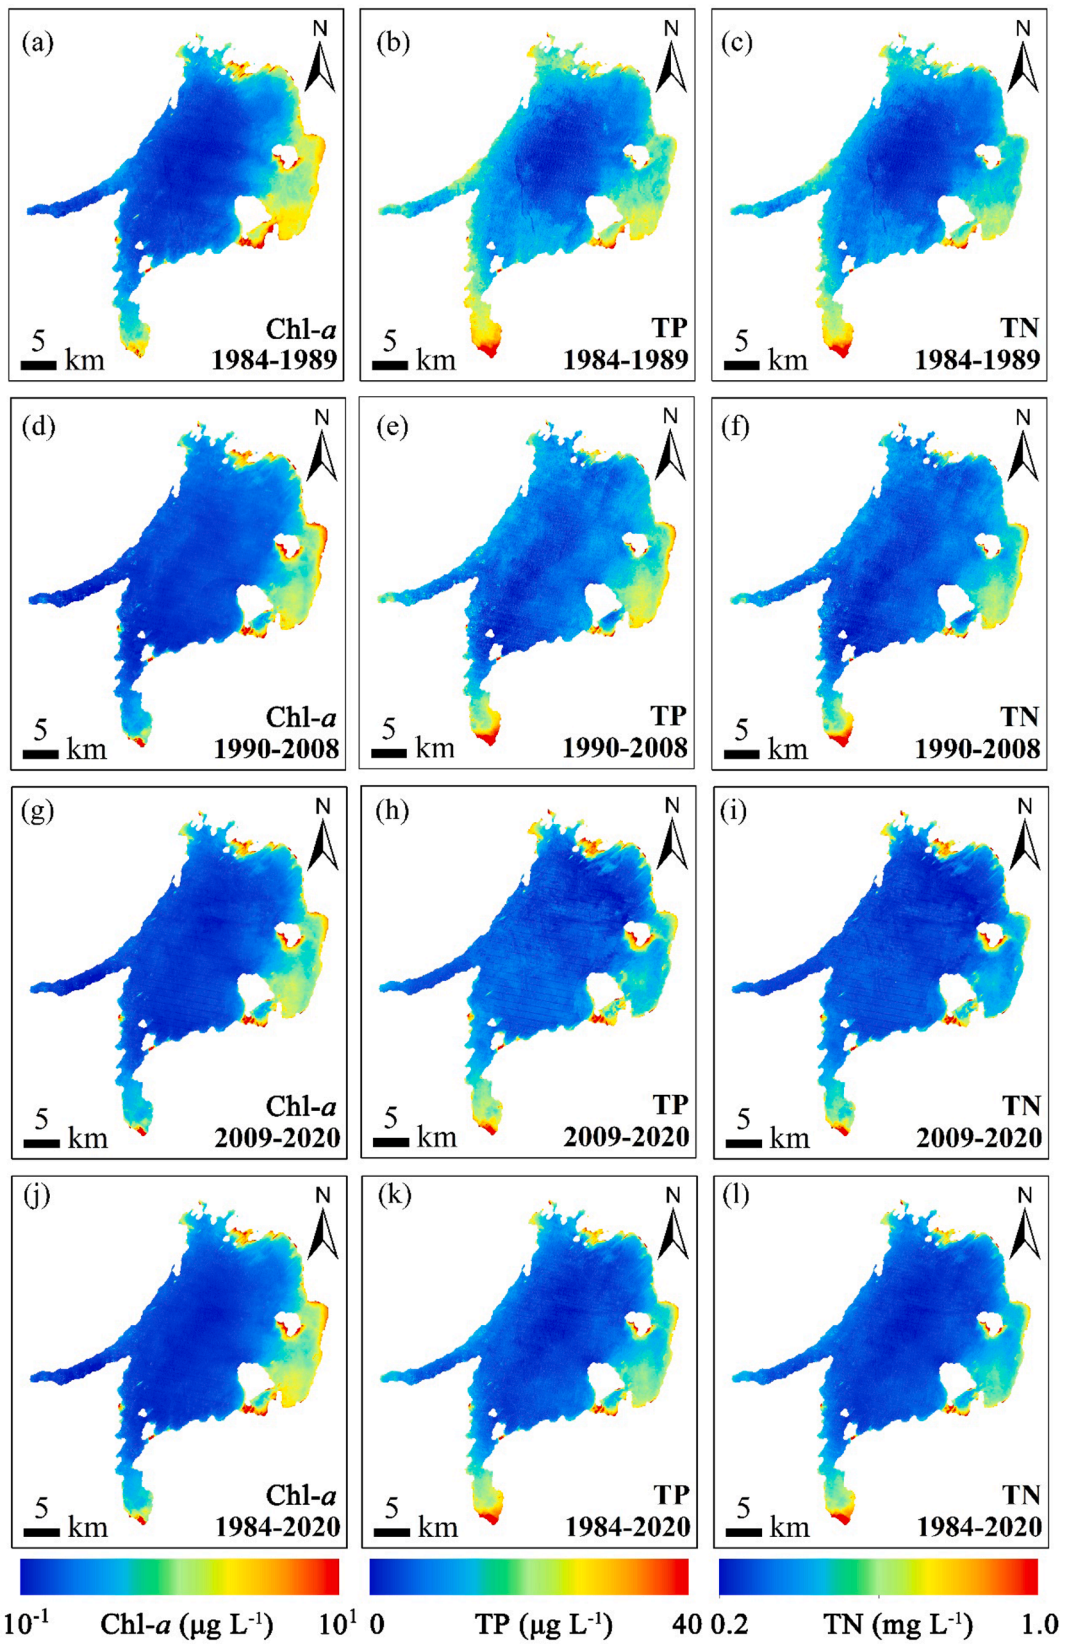 (a)
N
Chl-a
5 km
1984-1989
(b)
N
TP
5 km
1984-1989
(c)
N
TN
5 km
1984-1989
(d)
N
Chl-a
5 km
1990-2008
(e)
N
TP
5 km
1990-2008
(f)
N
TN
5 km
1990-2008
(g)
N
Chl-a
5 km
2009-2020
(h)
N
TP
5 km
2009-2020
(i)
N
TN
5 km
2009-2020
(j)
N
Chl-a
5 km
1984-2020
(k)
N
TP
5 km
1984-2020
(l)
N
TN
5 km
1984-2020
10⁻¹ Chl-a (μg L⁻¹) 10¹
0 TP (μg L⁻¹) 40
0.2 TN (mg L⁻¹) 1.0